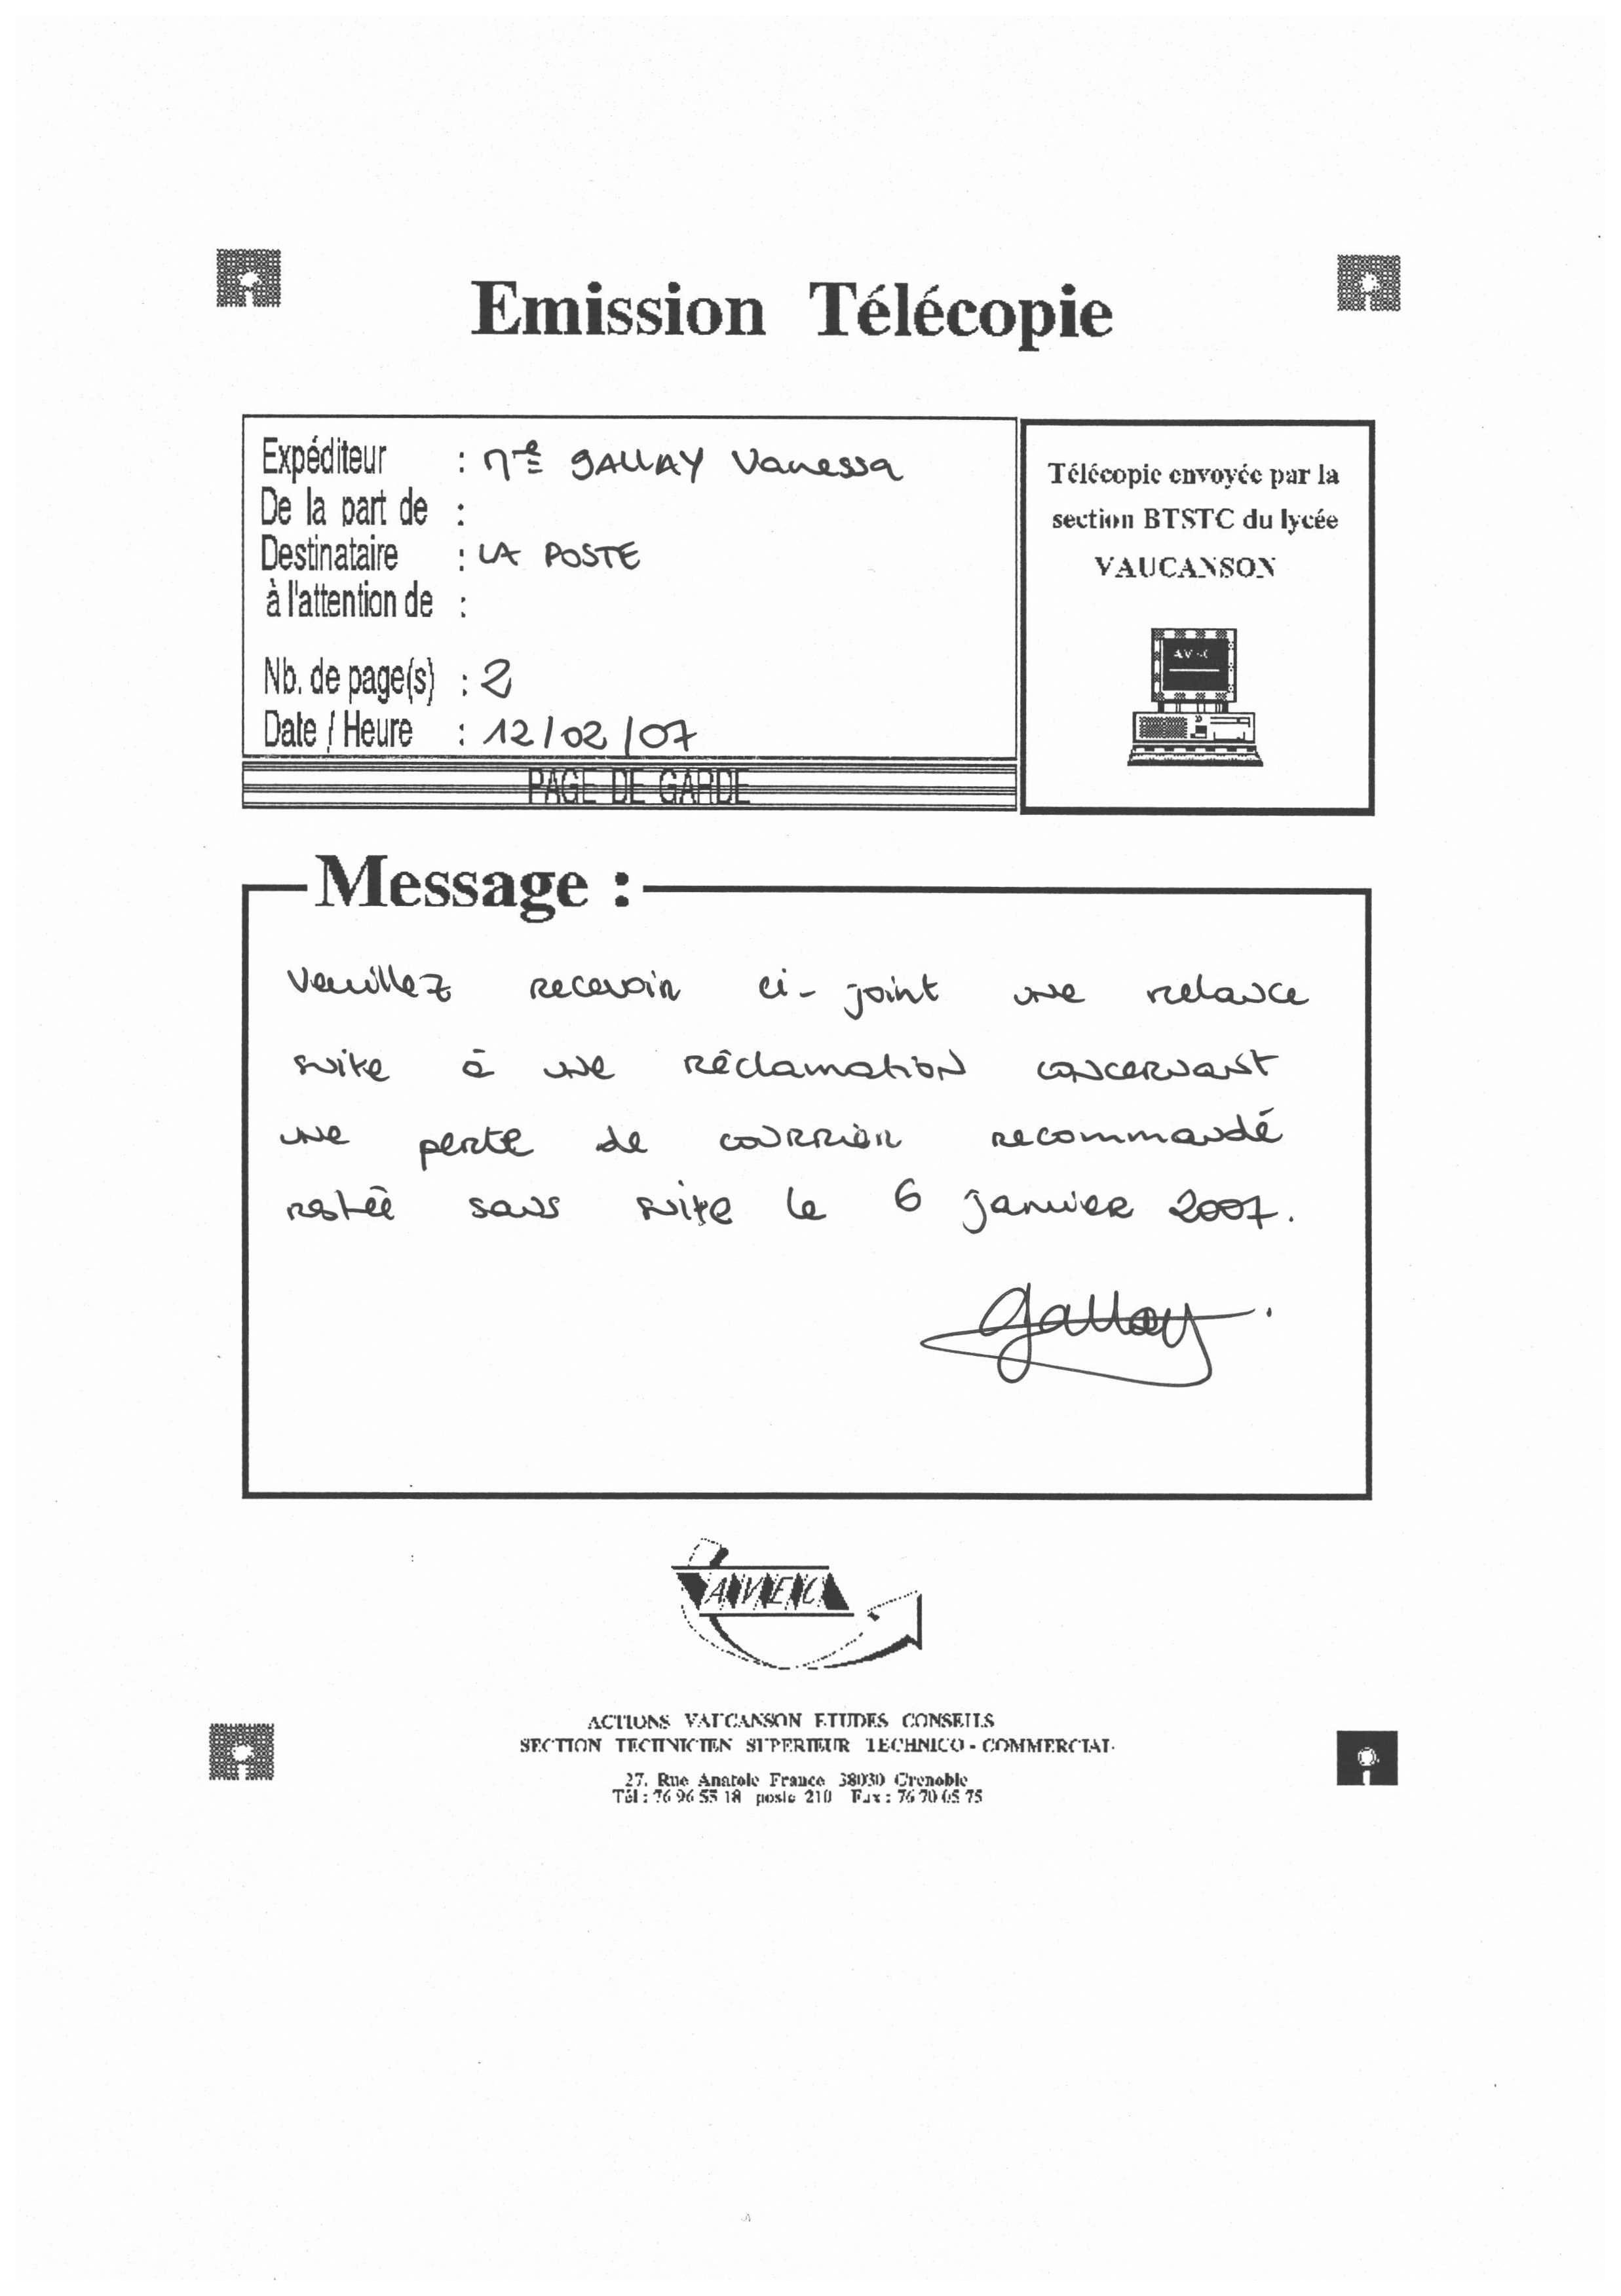 Emission Télécopie
Expéditeur : Mme GALLAY Vanessa
De la part de :
Destinataire : LA POSTE
à l'attention de :
Nb. de page(s) : 2
Date / Heure : 12/02/07
PAGE DE GARDE
Télécopie envoyée par la
section BTSTC du lycée
VAUCANSON
Message :
Veuillez recevoir ci-joint une relance
suite à une réclamation concernant
une perte de courrier recommandé
restée sans suite le 6 janvier 2007.
Gallay
AVEC
ACTIONS VAUCANSON ETUDES CONSEILS
SECTION TECHNICIEN SUPERIEUR TECHNICO - COMMERCIAL
27, Rue Anatole France 38030 Grenoble
Tél : 76 96 55 18 poste 210 Fax : 76 70 05 75